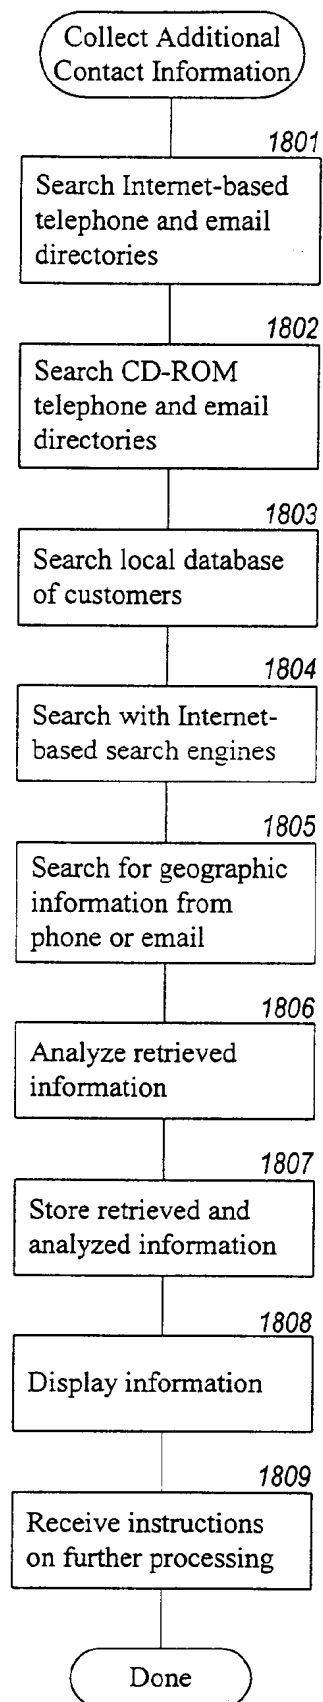 Collect Additional
Contact Information
1801
Search Internet-based
telephone and email
directories
1802
Search CD-ROM
telephone and email
directories
1803
Search local database
of customers
1804
Search with Internet-
based search engines
1805
Search for geographic
information from
phone or email
1806
Analyze retrieved
information
1807
Store retrieved and
analyzed information
1808
Display information
1809
Receive instructions
on further processing
Done